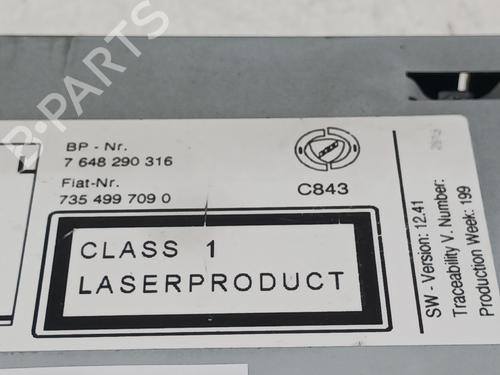 B-PARTS
BP - Nr.
7 648 290 316
Fiat-Nr.
735 499 709 0
C843
CLASS 1
LASERPRODUCT
SW - Version: 12.41
Traceability V. Number:
Production Week: 199